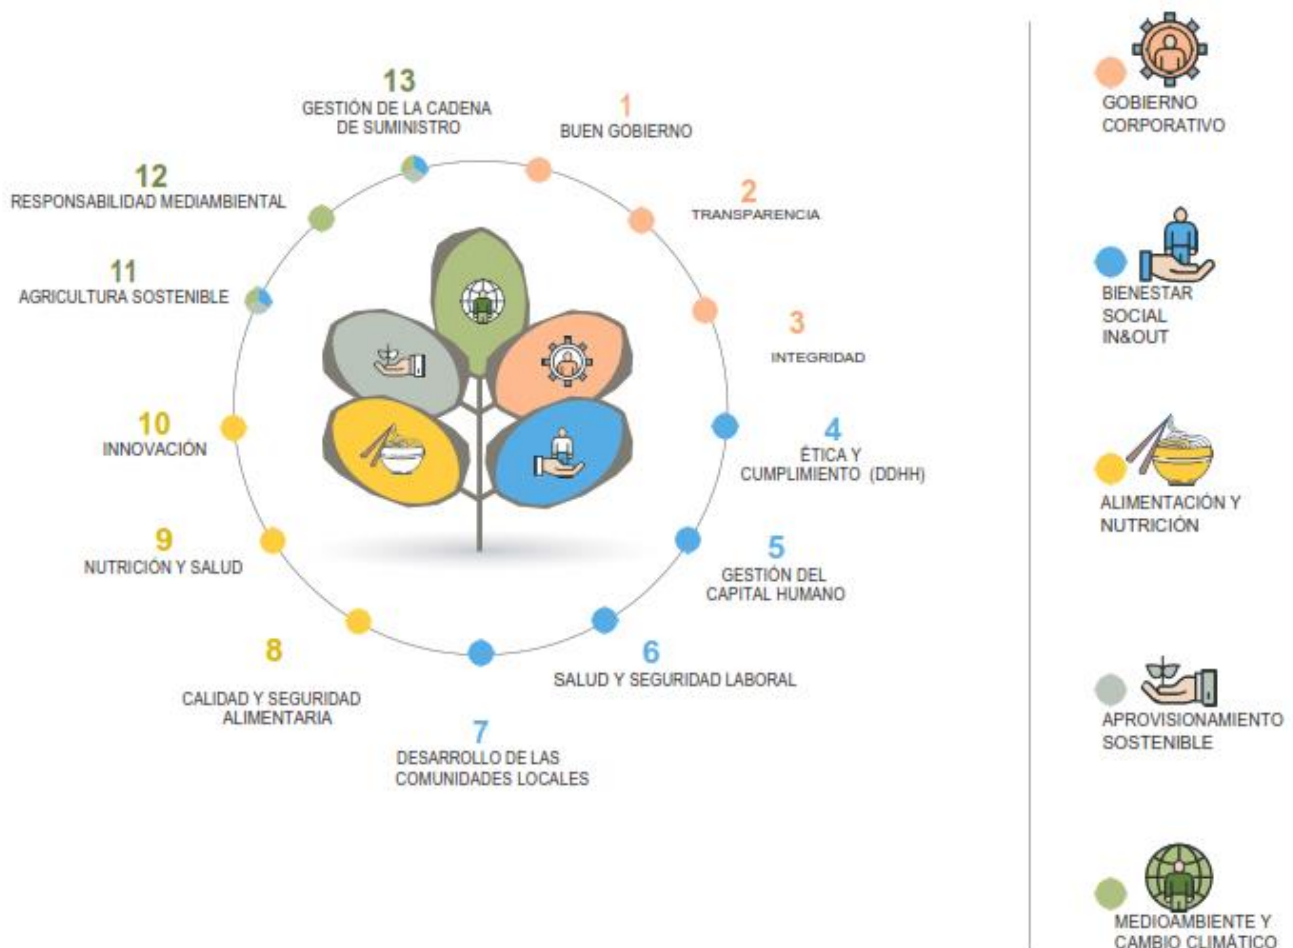 13
GESTIÓN DE LA CADENA
DE SUMINISTRO
1
BUEN GOBIERNO
12
RESPONSABILIDAD MEDIAMBIENTAL
2
TRANSPARENCIA
11
AGRICULTURA SOSTENIBLE
3
INTEGRIDAD
10
INNOVACIÓN
4
ÉTICA Y
CUMPLIMIENTO (DDHH)
9
NUTRICIÓN Y SALUD
5
GESTIÓN DEL
CAPITAL HUMANO
8
CALIDAD Y SEGURIDAD
ALIMENTARIA
6
SALUD Y SEGURIDAD LABORAL
7
DESARROLLO DE LAS
COMUNIDADES LOCALES
GOBIERNO
CORPORATIVO
BIENESTAR
SOCIAL
IN&OUT
ALIMENTACIÓN Y
NUTRICIÓN
APROVISIONAMIENTO
SOSTENIBLE
MEDIOAMBIENTE Y
CAMBIO CLIMÁTICO